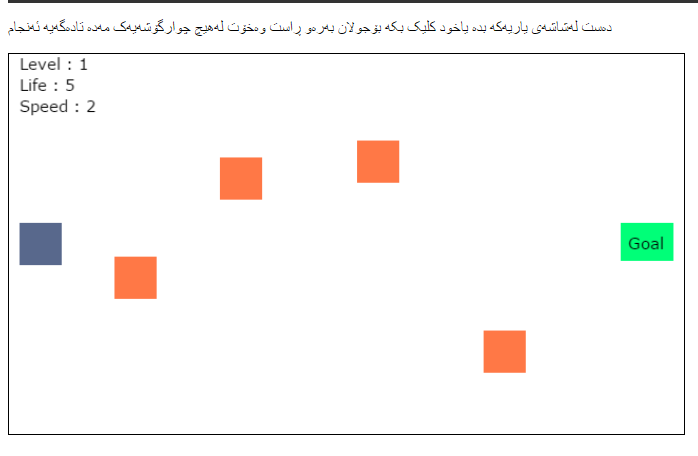 دەست لەشاشەی یاریەکە بدە یاخود کلیک بکە بۆجولان بەرەو ڕاست وەخۆت لەهیچ چوارگۆشەیەک مەدە تادەگەیە ئەنجام
Level : 1
Life : 5
Speed : 2
Goal